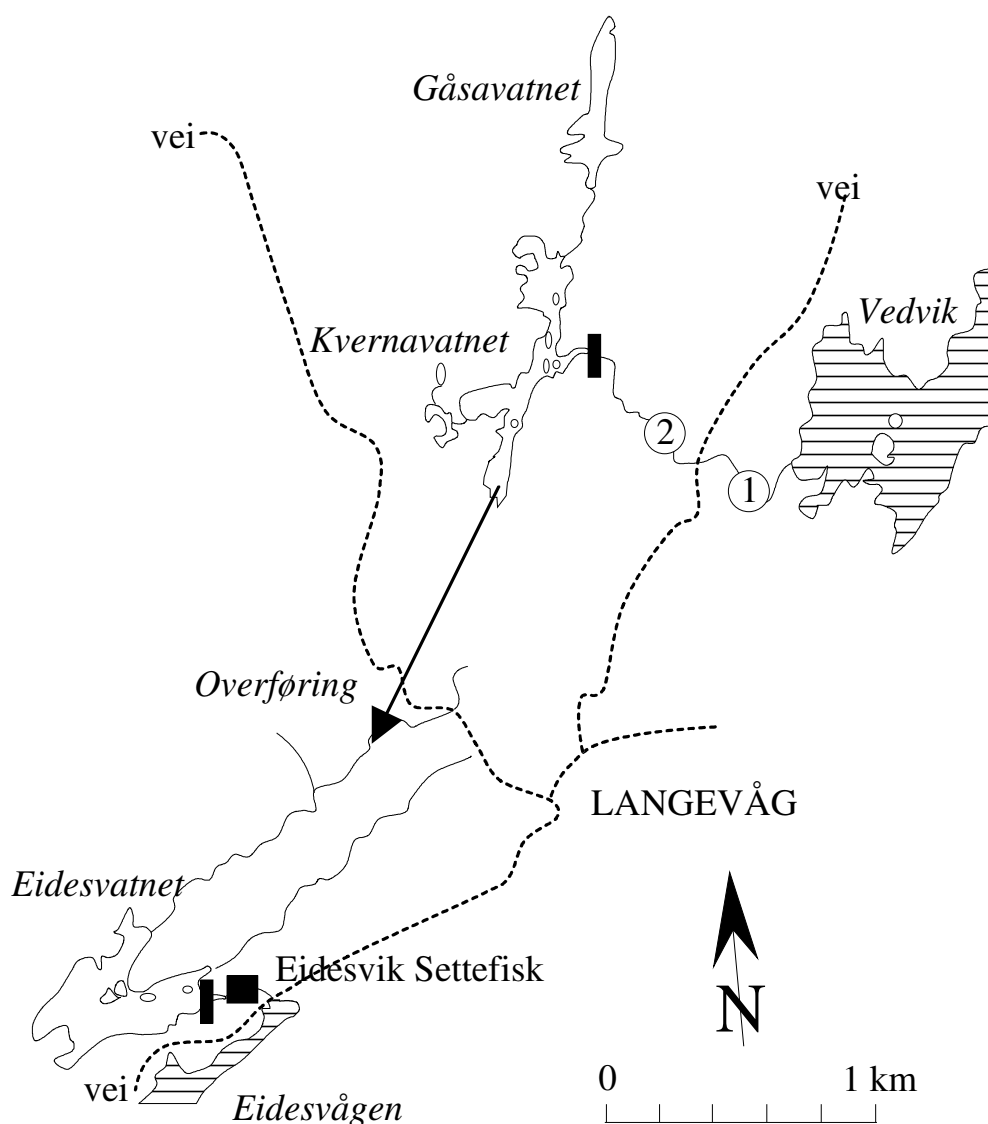 Gåsavatnet
vei
vei
Vedvik
Kvernavatnet
2
1
Overføring
LANGEVÅG
Eidesvatnet
Eidesvik Settefisk
N
vei
Eidesvågen
0 1 km